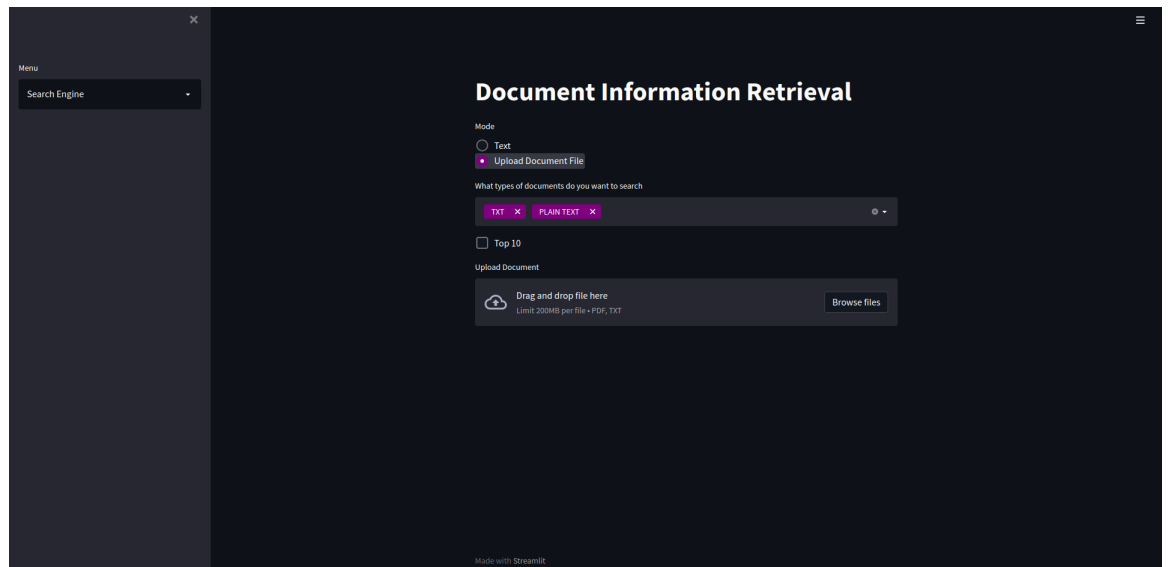 Menu
Search Engine
Document Information Retrieval
Mode
Text
Upload Document File
What types of documents do you want to search
TXT PLAIN TEXT
Top 10
Upload Document
Drag and drop file here
Limit 200MB per file • PDF, TXT
Browse files
Made with Streamlit